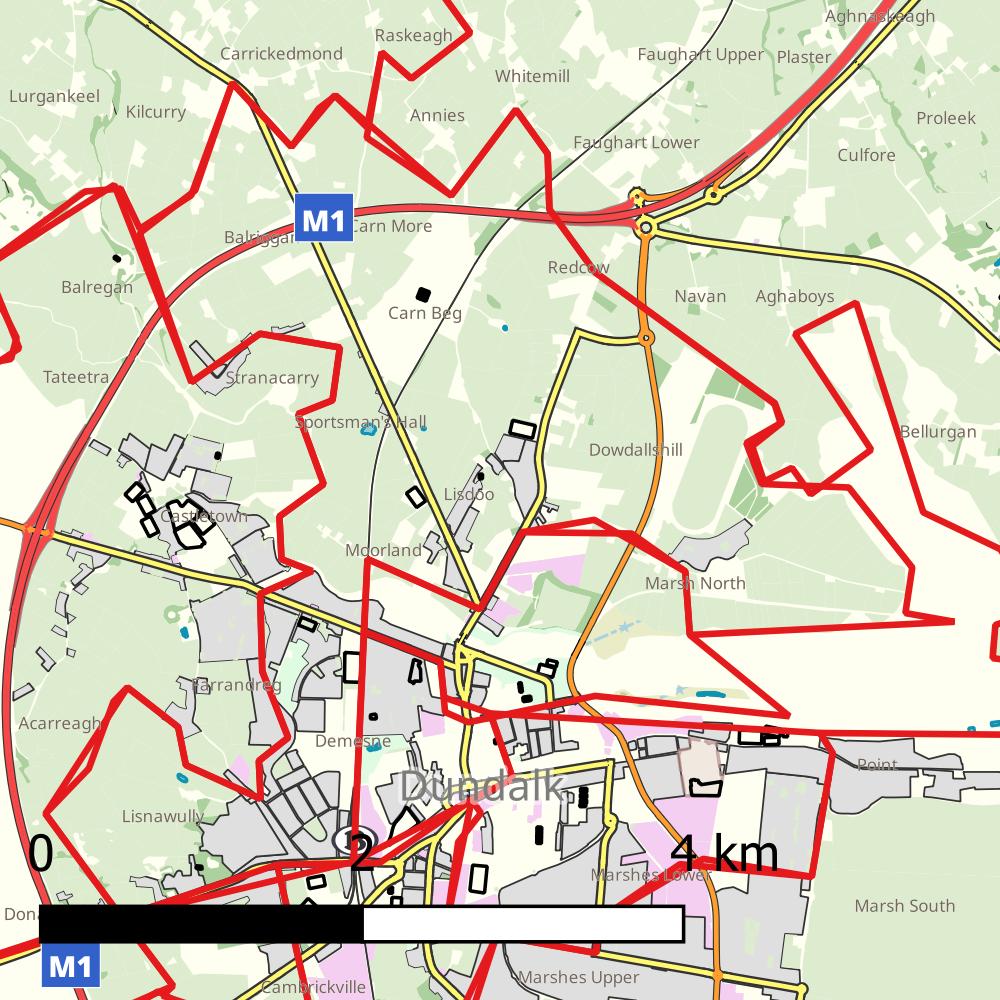 Aghnaskeagh
Raskeagh
Carrickedmond
Faughart Upper
Plaster
Whitemill
Lurgankeel
Kilcurry
Annies
Proleek
Faughart Lower
Culfore
M1
Carn More
Balriggan
Redcow
Balregan
Navan
Aghaboys
Carn Beg
Tateetra
Stranacarry
Sportsman's Hall
Bellurgan
Dowdallshill
Lisdoo
Castletown
Moorland
Marsh North
Farrandreg
Acarreagh
Demesne
Point
Dundalk
Lisnawully
0
2
4 km
Marshes Lower
Marsh South
M1
Marshes Upper
Cambrickville